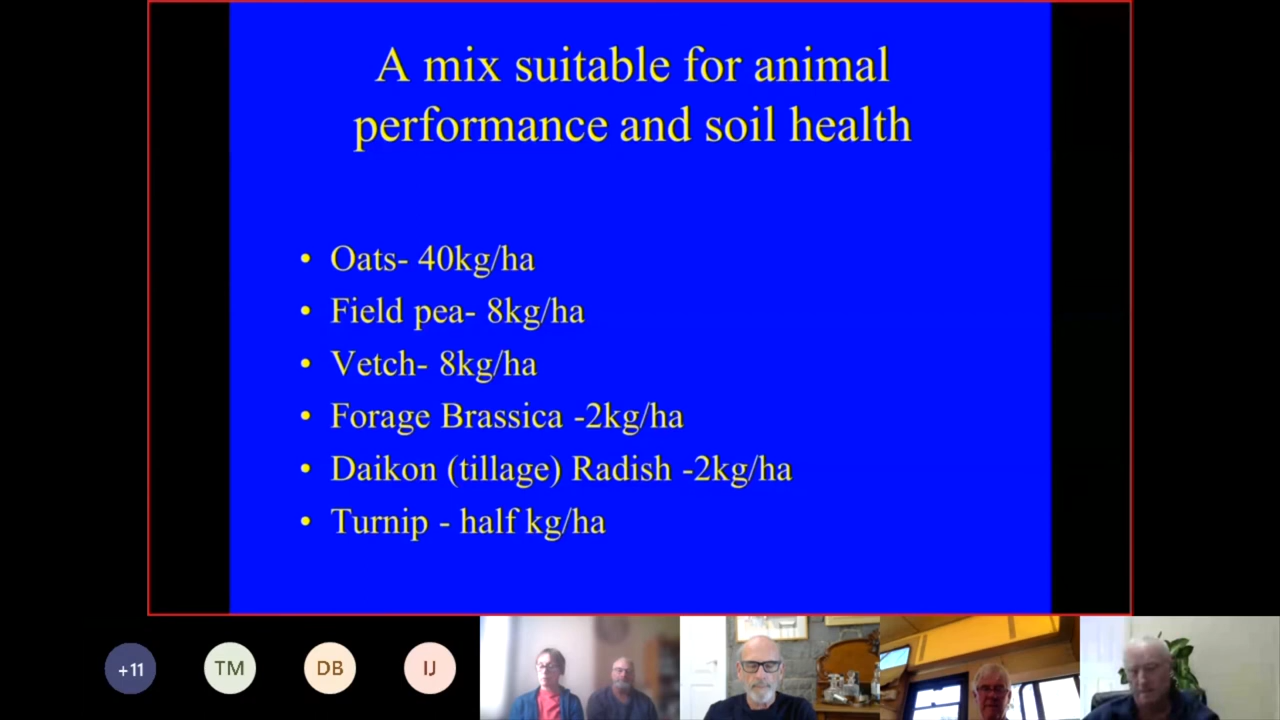 A mix suitable for animal
performance and soil health
• Oats- 40kg/ha
• Field pea- 8kg/ha
• Vetch- 8kg/ha
• Forage Brassica -2kg/ha
• Daikon (tillage) Radish -2kg/ha
• Turnip - half kg/ha
+11 TM DB IJ